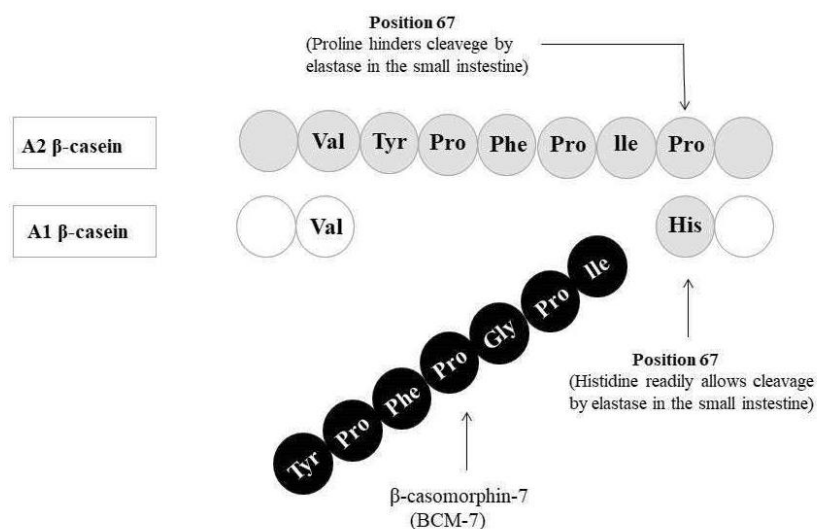 Position 67
(Proline hinders cleavege by
elastase in the small instestine)
A2 β-casein
Val Tyr Pro Phe Pro lle Pro
A1 β-casein
Val
His
Tyr Pro Phe Pro Gly Pro lle
Position 67
(Histidine readily allows cleavage
by elastase in the small instestine)
β-casomorphin-7
(BCM-7)